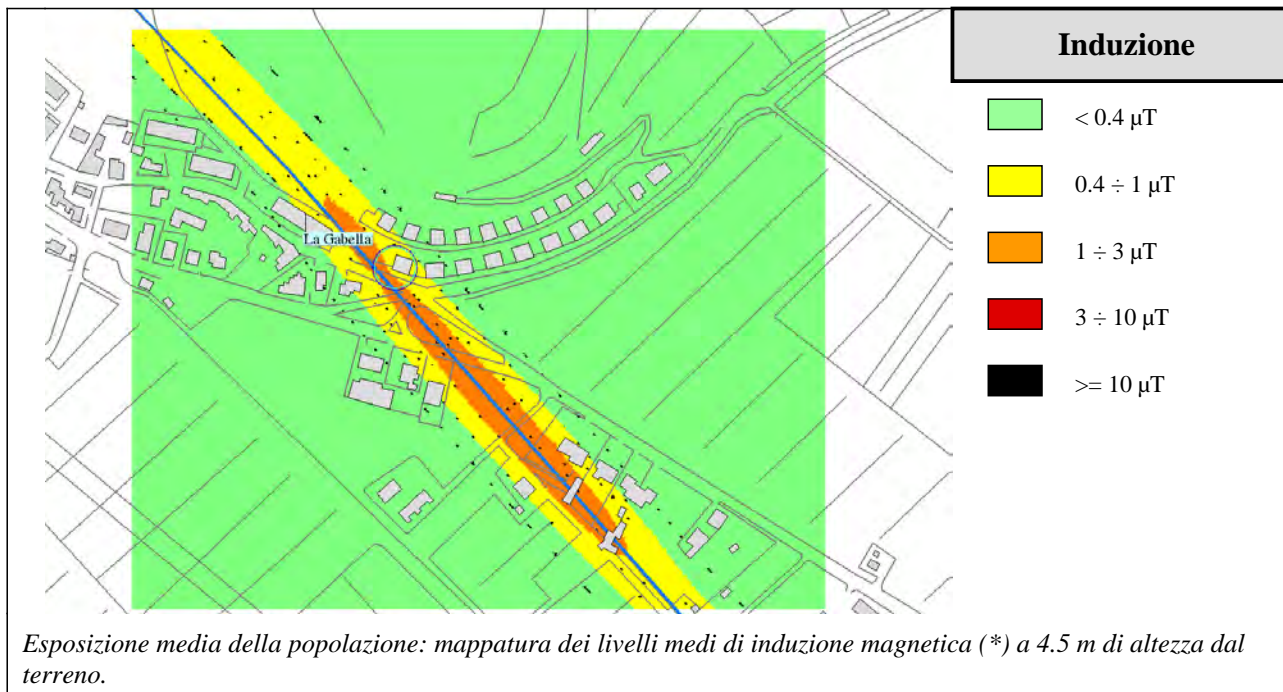 Induzione
< 0.4 µT
0.4 ÷ 1 µT
1 ÷ 3 µT
3 ÷ 10 µT
>= 10 µT
La Gabella
Esposizione media della popolazione: mappatura dei livelli medi di induzione magnetica (*) a 4.5 m di altezza dal
terreno.